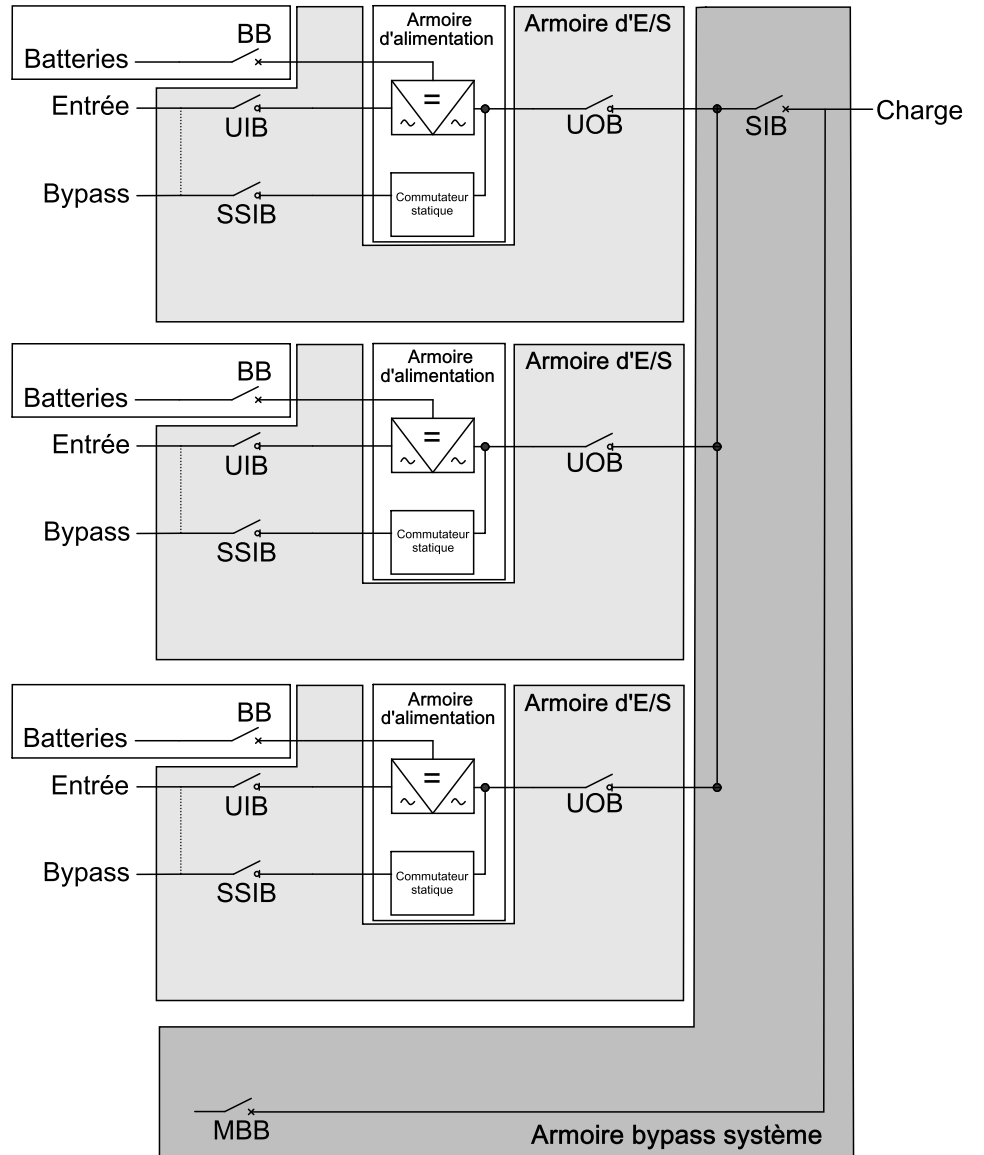 Armoire
d'alimentation
Armoire d'E/S
BB
Batteries
Entrée
UIB
UOB
SIB
Charge
Bypass
SSIB
Commutateur
statique
Armoire
d'alimentation
Armoire d'E/S
BB
Batteries
Entrée
UIB
UOB
Bypass
SSIB
Commutateur
statique
Armoire
d'alimentation
Armoire d'E/S
BB
Batteries
Entrée
UIB
UOB
Bypass
SSIB
Commutateur
statique
MBB
Armoire bypass système